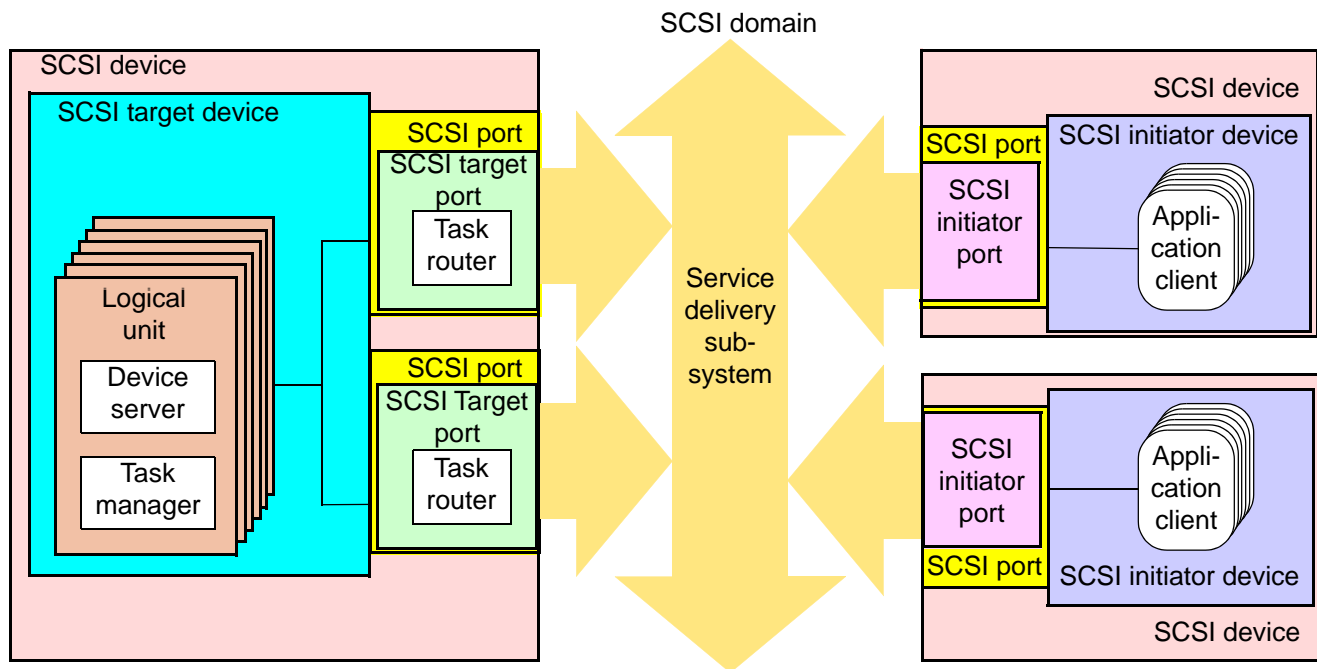 SCSI domain
SCSI device
SCSI target device
SCSI port
SCSI target
port
Task
router
Logical
unit
Device
server
Task
manager
SCSI port
SCSI Target
port
Task
router
Service
delivery
sub-
system
SCSI device
SCSI port
SCSI initiator device
SCSI
initiator
port
Appli-
cation
client
SCSI
initiator
port
SCSI port
Appli-
cation
client
SCSI initiator device
SCSI device